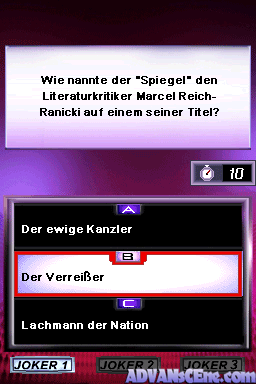 Wie nannte der "Spiegel" den
Literaturkritiker Marcel Reich-
Ranicki auf einem seiner Titel?
10
A
Der ewige Kanzler
B
Der Verreißer
C
Lachmann der Nation
JOKER 1
JOKER 2
JOKER 3
ADVANsCEne.com